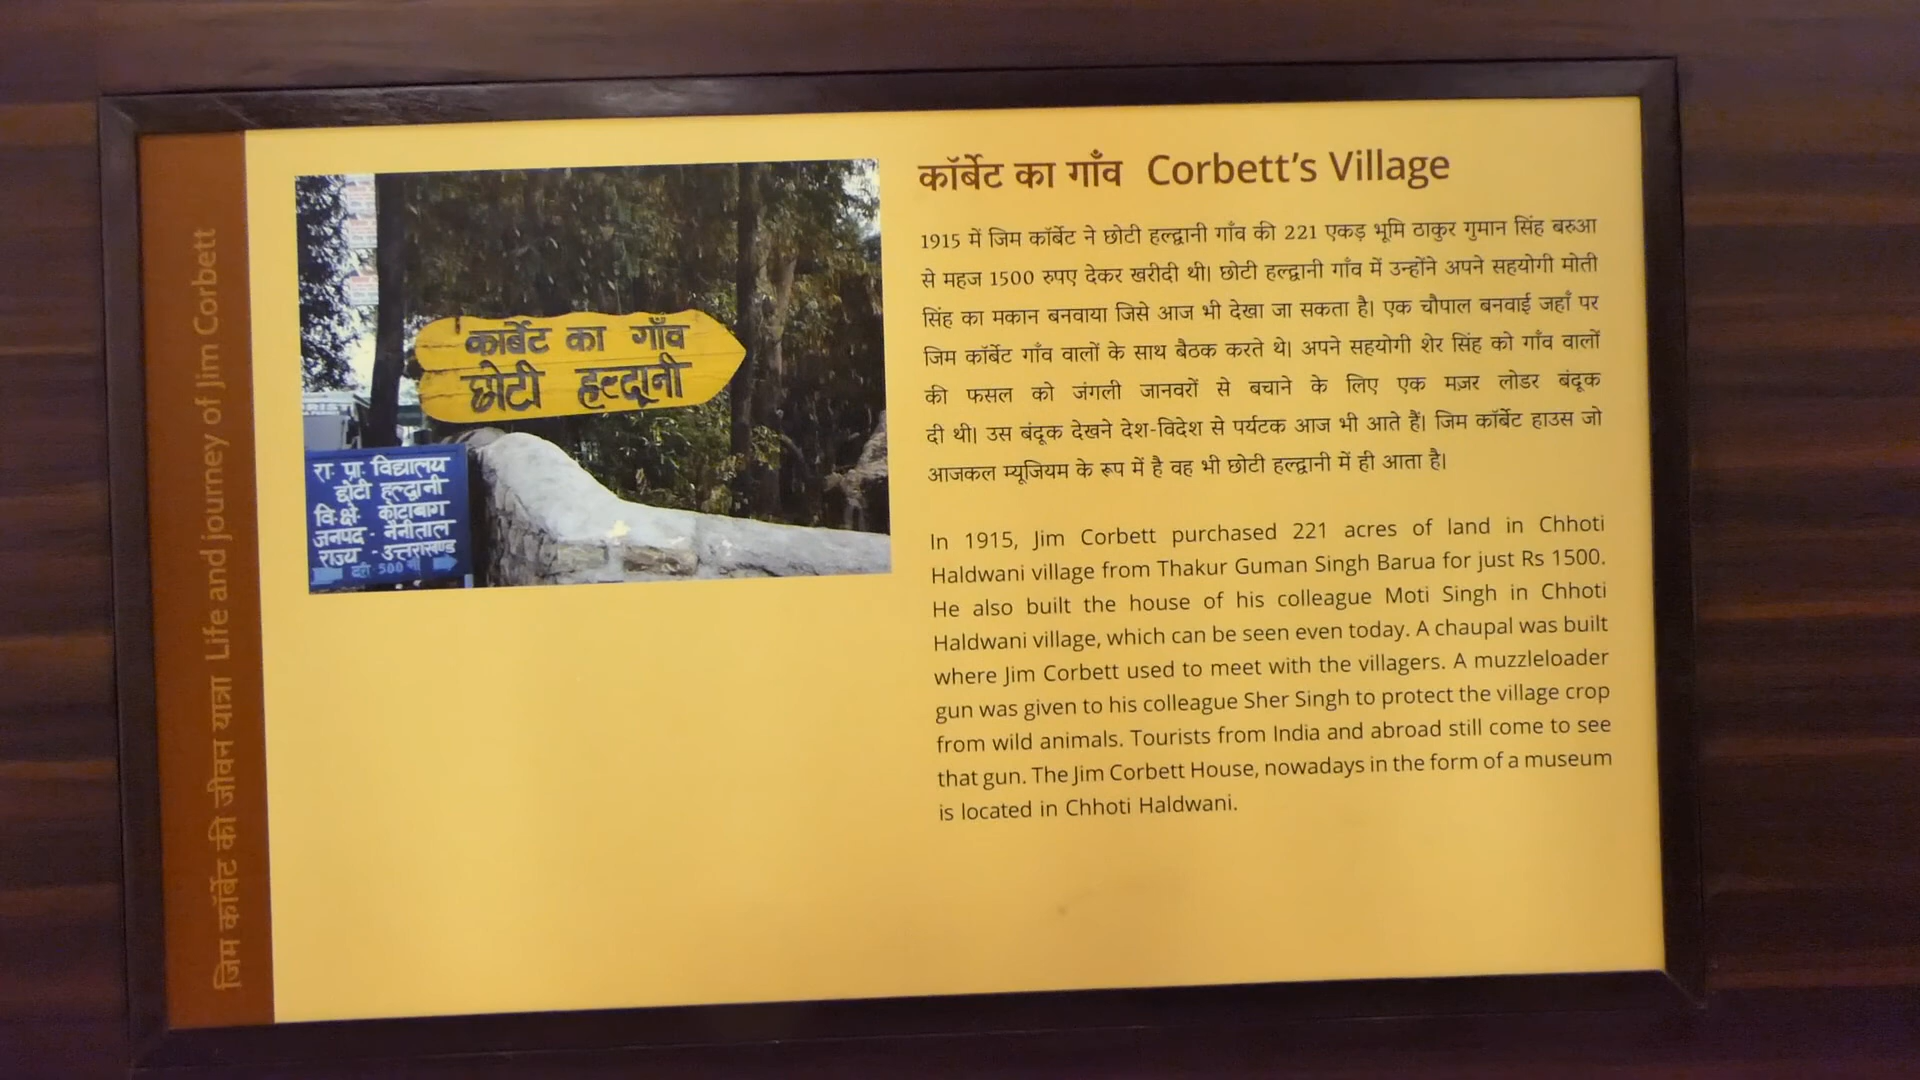 जिम कॉर्बेट की जीवन यात्रा Life and journey of Jim Corbett
कॉर्बेट का गाँव
छोटी हल्द्वानी
रा. प्रा. विद्यालय
छोटी हल्द्वानी
वि.क्षे. कोटाबाग
जनपद - नैनीताल
राज्य - उत्तराखण्ड
दूरी 500 मी
कॉर्बेट का गाँव Corbett's Village
1915 में जिम कॉर्बेट ने छोटी हल्द्वानी गाँव की 221 एकड़ भूमि ठाकुर गुमान सिंह बरुआ
से महज 1500 रुपए देकर खरीदी थी। छोटी हल्द्वानी गाँव में उन्होंने अपने सहयोगी मोती
सिंह का मकान बनवाया जिसे आज भी देखा जा सकता है। एक चौपाल बनवाई जहाँ पर
जिम कॉर्बेट गाँव वालों के साथ बैठक करते थे। अपने सहयोगी शेर सिंह को गाँव वालों
की फसल को जंगली जानवरों से बचाने के लिए एक मज़र लोडर बंदूक
दी थी। उस बंदूक देखने देश-विदेश से पर्यटक आज भी आते हैं। जिम कॉर्बेट हाउस जो
आजकल म्यूजियम के रूप में है वह भी छोटी हल्द्वानी में ही आता है।
In 1915, Jim Corbett purchased 221 acres of land in Chhoti
Haldwani village from Thakur Guman Singh Barua for just Rs 1500.
He also built the house of his colleague Moti Singh in Chhoti
Haldwani village, which can be seen even today. A chaupal was built
where Jim Corbett used to meet with the villagers. A muzzleloader
gun was given to his colleague Sher Singh to protect the village crop
from wild animals. Tourists from India and abroad still come to see
that gun. The Jim Corbett House, nowadays in the form of a museum
is located in Chhoti Haldwani.